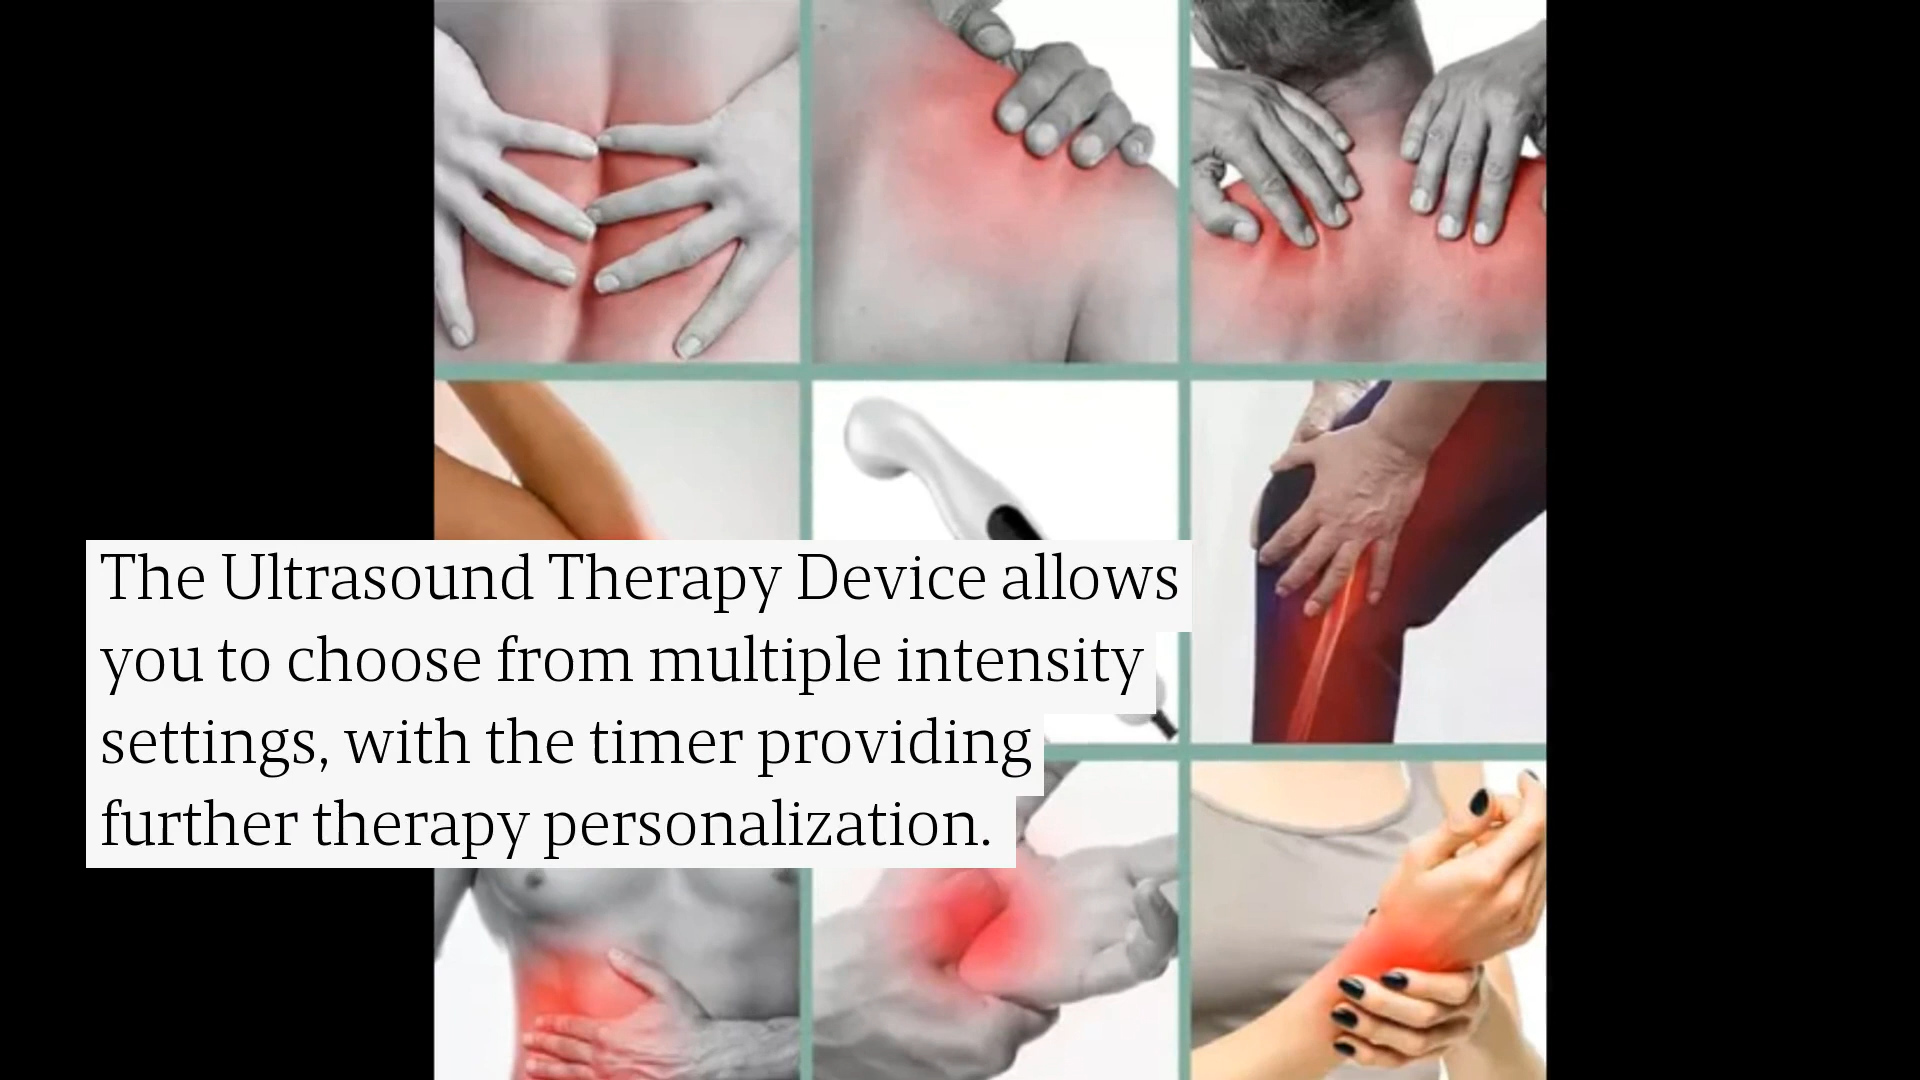 The Ultrasound Therapy Device allows
you to choose from multiple intensity
settings, with the timer providing
further therapy personalization.